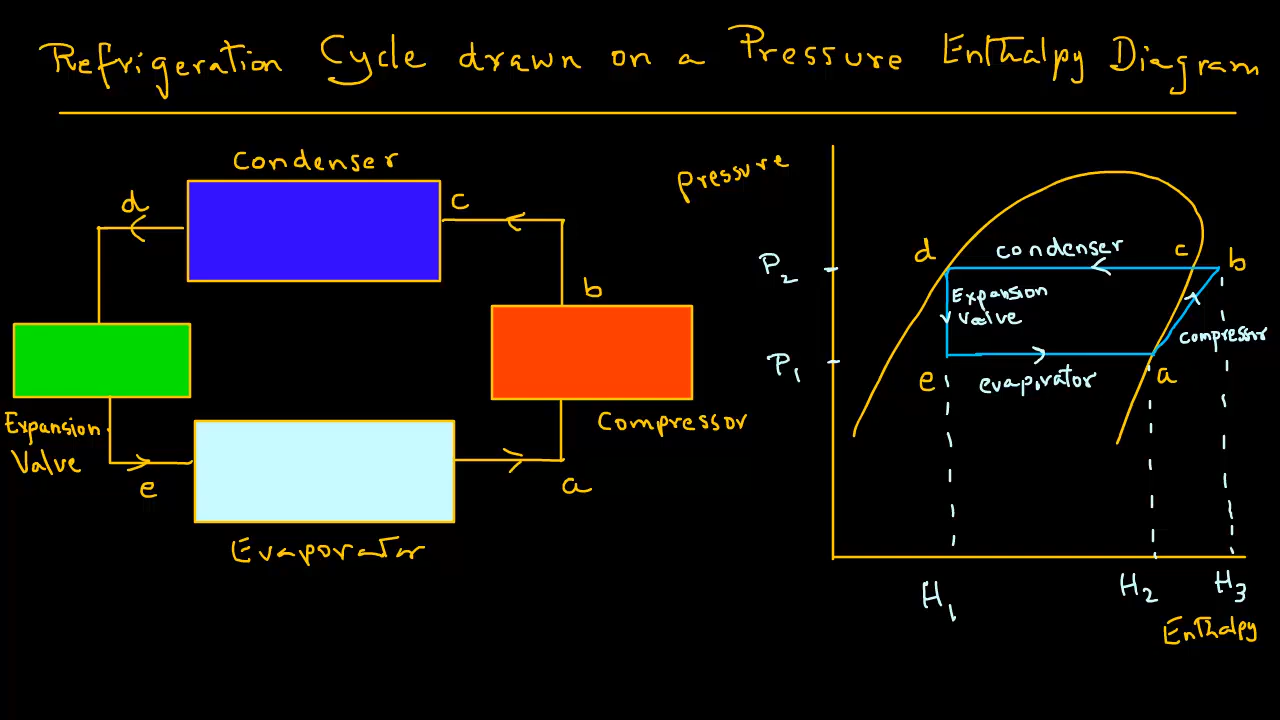 Refrigeration Cycle drawn on a Pressure Enthalpy Diagram
Condenser
d
c
b
Expansion
Valve
Compressor
e
a
Evaporator
Pressure
P2
P1
d
condenser
c
b
Expansion
valve
compressor
e
evaporator
a
H1
H2
H3
Enthalpy